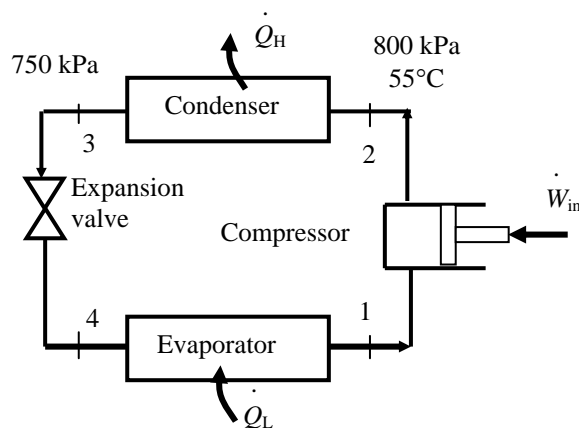 Q̇H
750 kPa
800 kPa
55°C
Condenser
3
2
Expansion
valve
Compressor
Ẇin
4
1
Evaporator
Q̇L